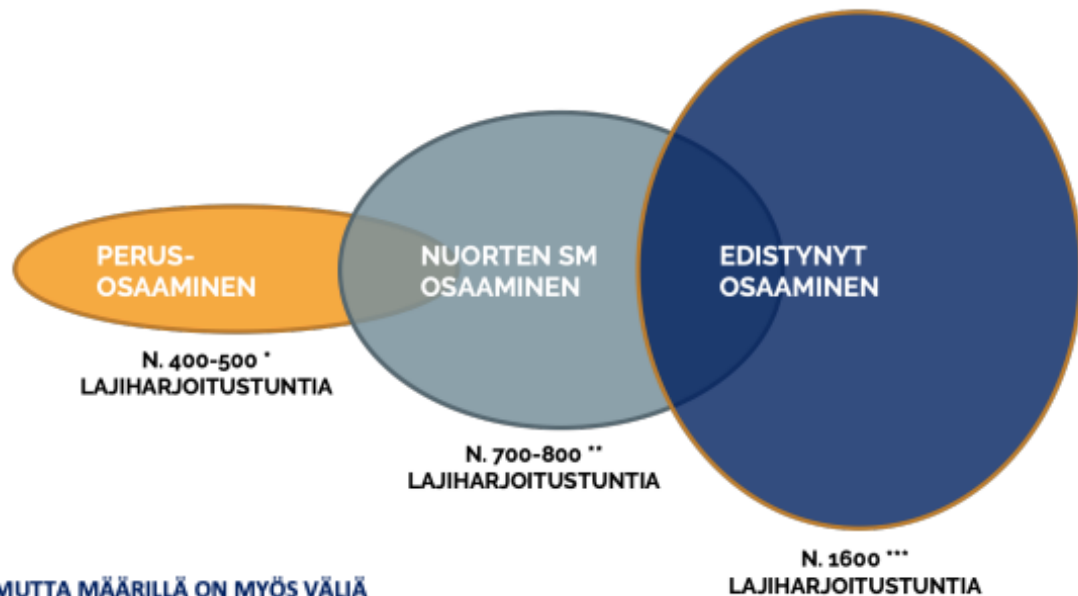 PERUS-
OSAAMINEN
N. 400-500 *
LAJIHARJOITUSTUNTIA
NUORTEN SM
OSAAMINEN
N. 700-800 **
LAJIHARJOITUSTUNTIA
EDISTYNYT
OSAAMINEN
N. 1600 ***
LAJIHARJOITUSTUNTIA
MUTTA MÄÄRILLÄ ON MYÖS VÄLIÄ